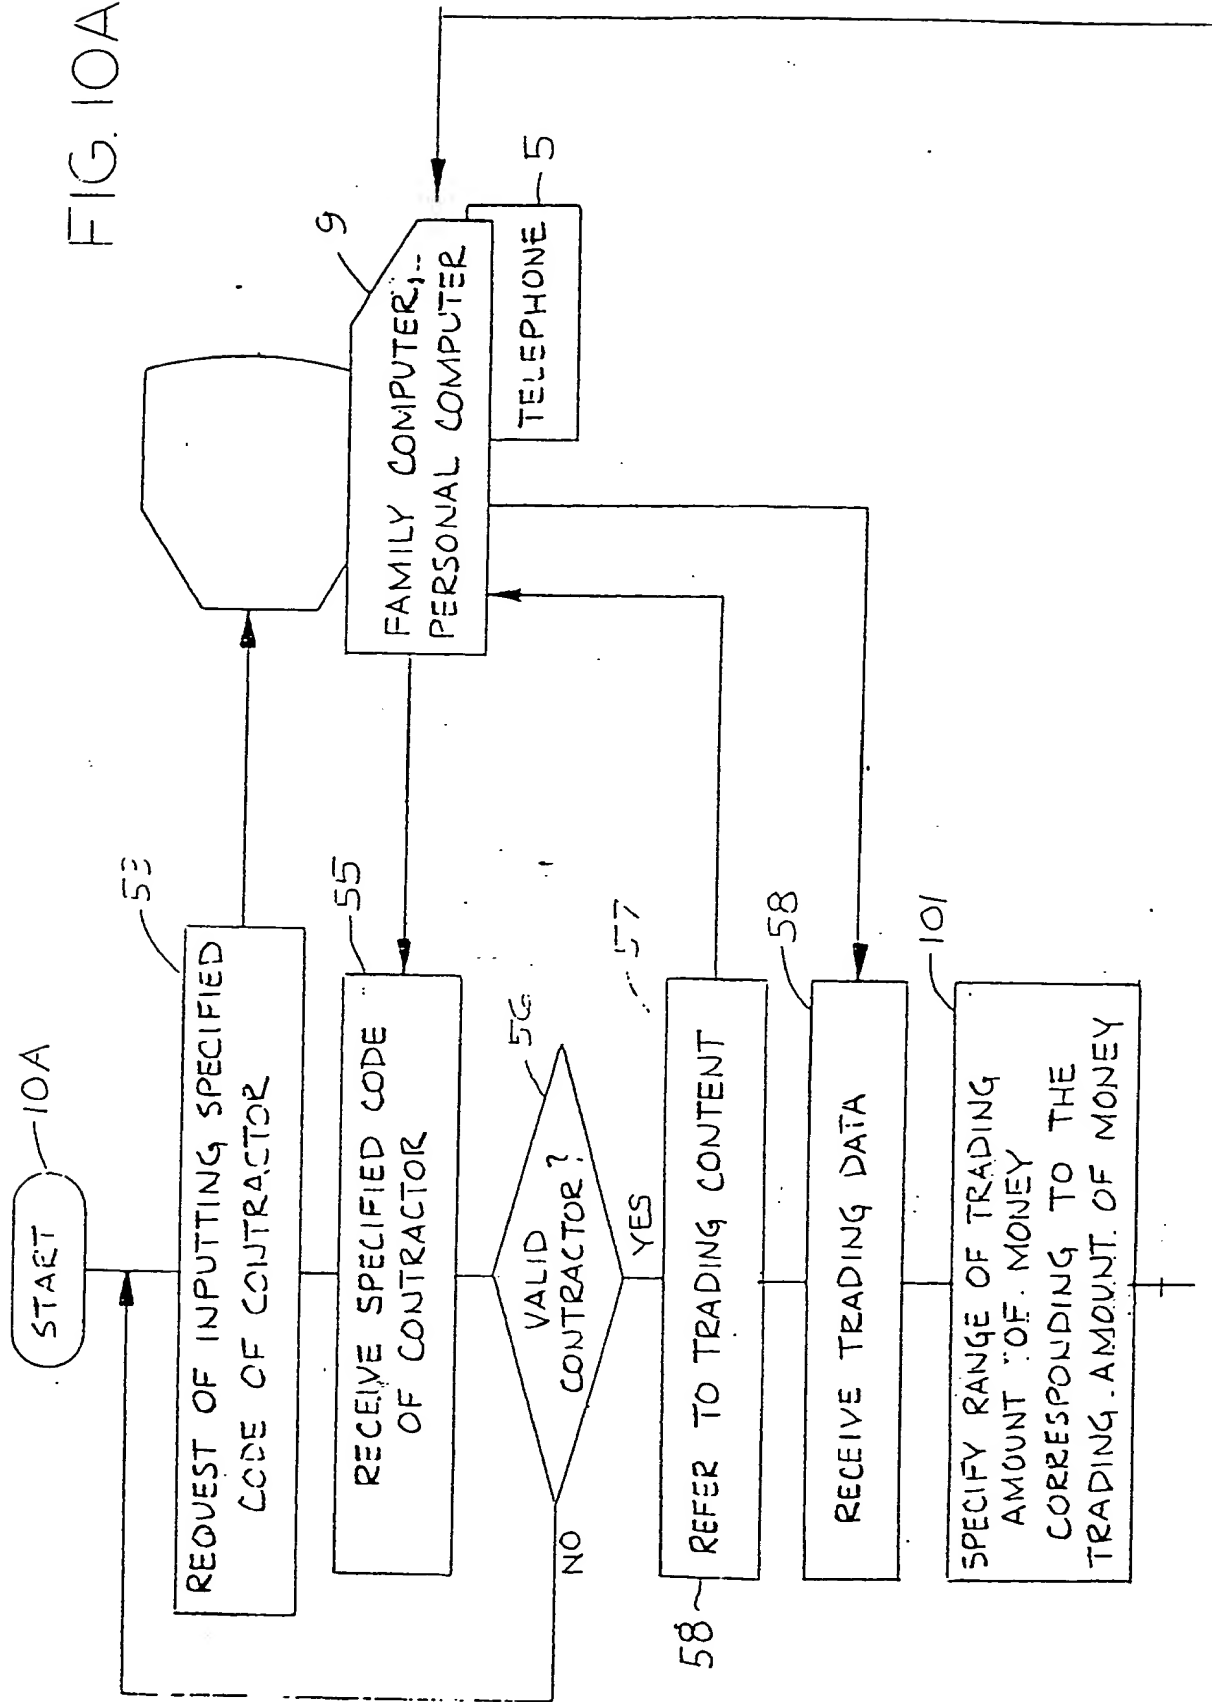 FIG. 10A
START
10A
REQUEST OF INPUTTING SPECIFIED
CODE OF CONTRACTOR
53
RECEIVE SPECIFIED CODE
OF CONTRACTOR
55
VALID
CONTRACTOR?
56
YES
NO
REFER TO TRADING CONTENT
57
58
RECEIVE TRADING DATA
58
SPECIFY RANGE OF TRADING
AMOUNT OF MONEY
CORRESPONDING TO THE
TRADING AMOUNT OF MONEY
101
FAMILY COMPUTER,
PERSONAL COMPUTER
9
TELEPHONE
5